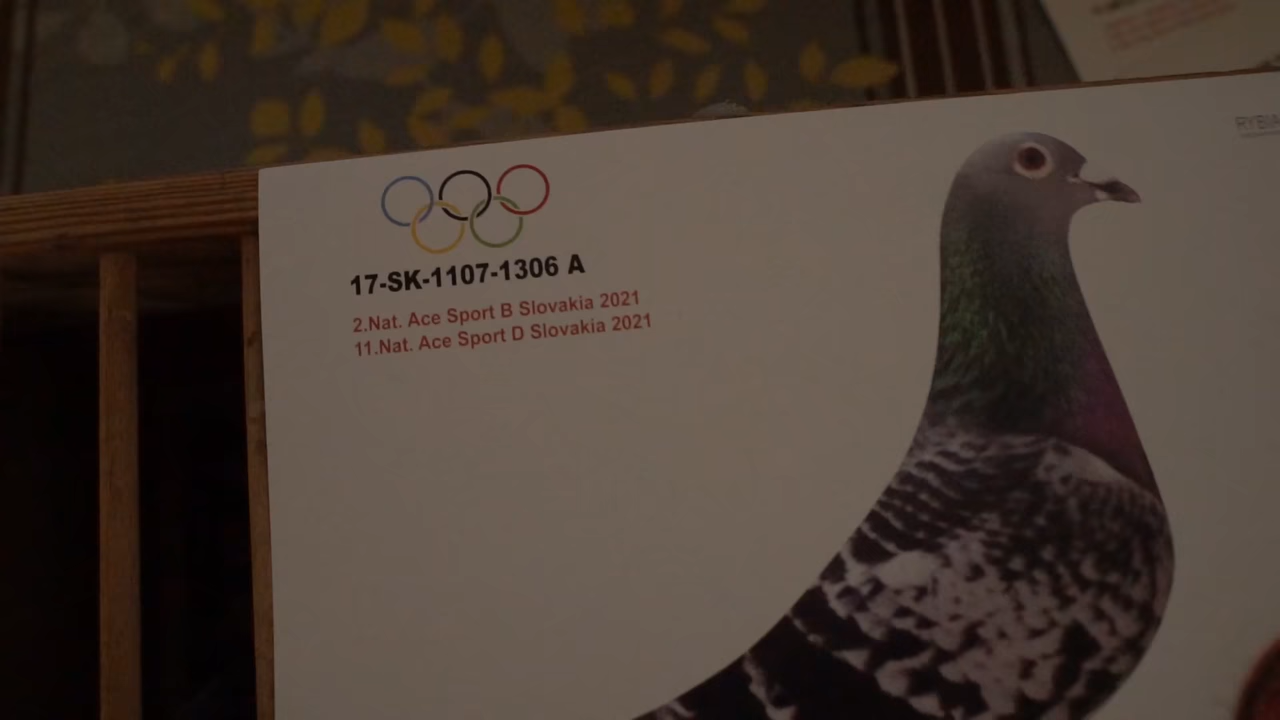 17-SK-1107-1306 A
2.Nat. Ace Sport B Slovakia 2021
11.Nat. Ace Sport D Slovakia 2021